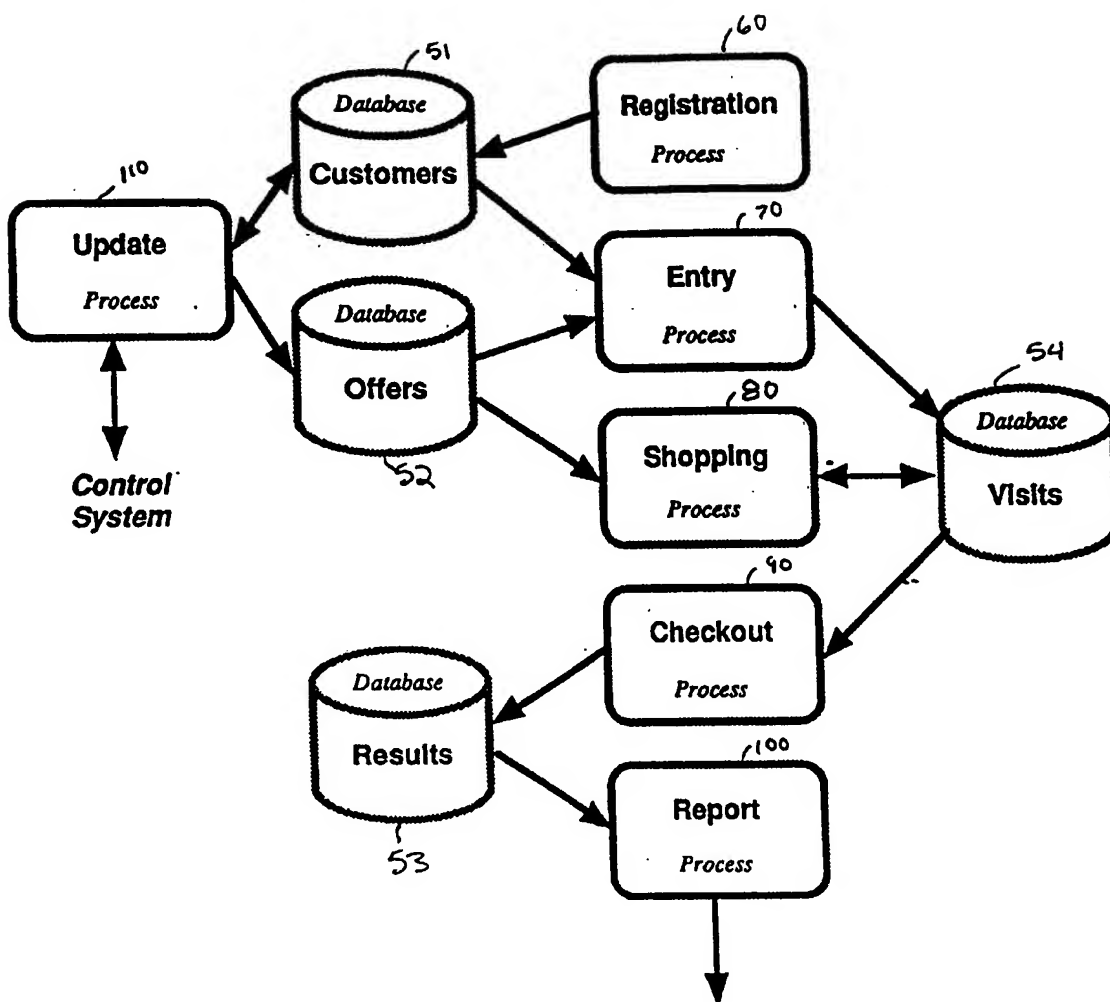 60
51
Database
Registration
Process
Customers
110
70
Update
Process
Entry
Process
Database
Offers
52
54
80
Database
Shopping
Process
Visits
Control
System
90
Checkout
Process
Database
Results
53
100
Report
Process